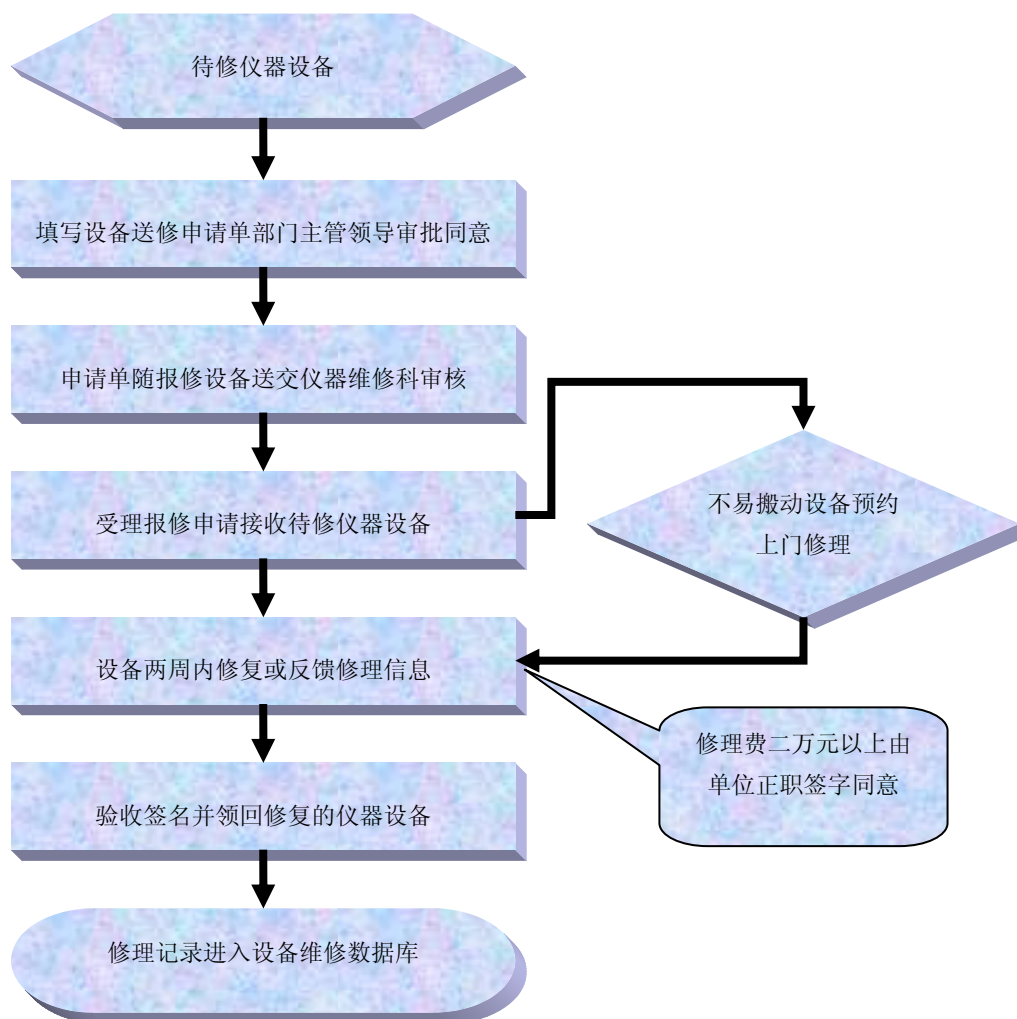 待修仪器设备
填写设备送修申请单部门主管领导审批同意
申请单随报修设备送交仪器维修科审核
受理报修申请接收待修仪器设备
不易搬动设备预约
上门修理
设备两周内修复或反馈修理信息
修理费二万元以上由
单位正职签字同意
验收签名并领回修复的仪器设备
修理记录进入设备维修数据库